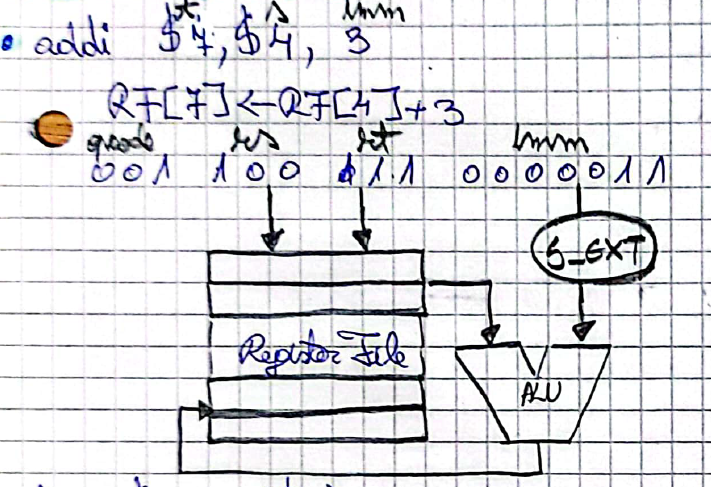 rt s Imm
• addi $7, $4, 3
RF[7] ← RF[4] + 3
opcode rs rt Imm
001 100 111 0000011
S_EXT
Register File
ALU